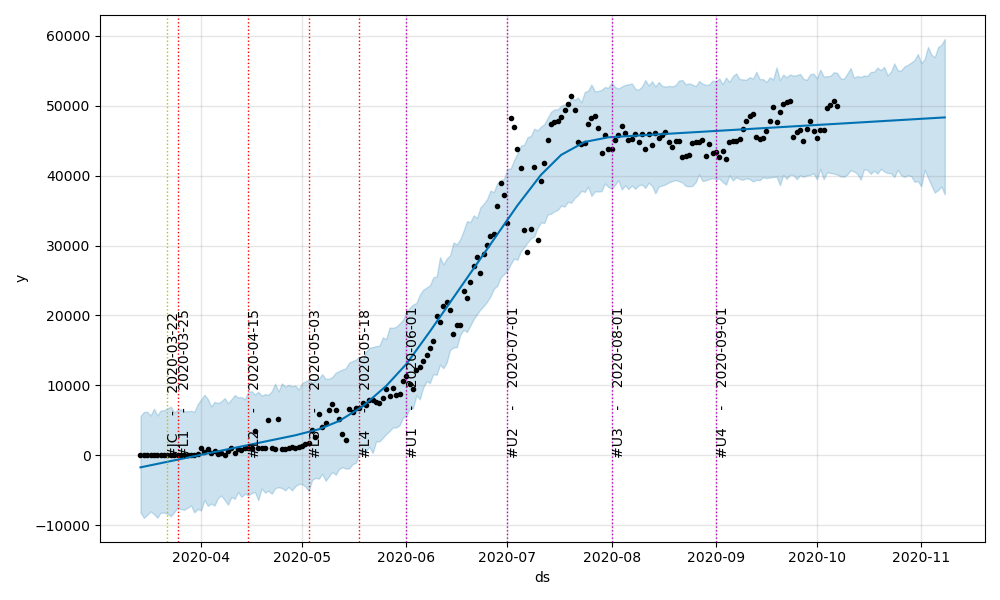 60000
50000
40000
30000
20000
10000
0
−10000
y
#JC - 2020-03-22
#L1 - 2020-03-25
#L2 - 2020-04-15
#L3 - 2020-05-03
#L4 - 2020-05-18
#U1 - 2020-06-01
#U2 - 2020-07-01
#U3 - 2020-08-01
#U4 - 2020-09-01
2020-04
2020-05
2020-06
2020-07
2020-08
2020-09
2020-10
2020-11
ds